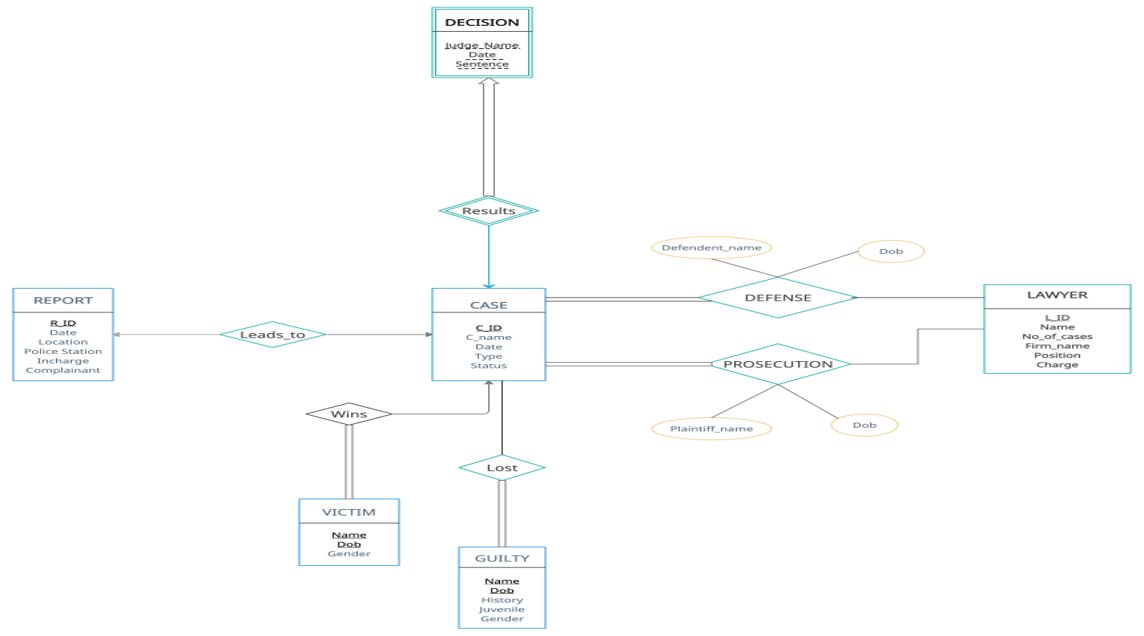 DECISION
Judge_Name
Date
Sentence
Results
Defendent_name
Dob
DEFENSE
REPORT
R_ID
Date
Location
Police Station
Incharge
Complainant
Leads_to
CASE
C_ID
C_name
Date
Type
Status
LAWYER
L_ID
Name
No_of_cases
Firm_name
Position
Charge
PROSECUTION
Plaintiff_name
Dob
Wins
Lost
VICTIM
Name
Dob
Gender
GUILTY
Name
Dob
History
Juvenile
Gender